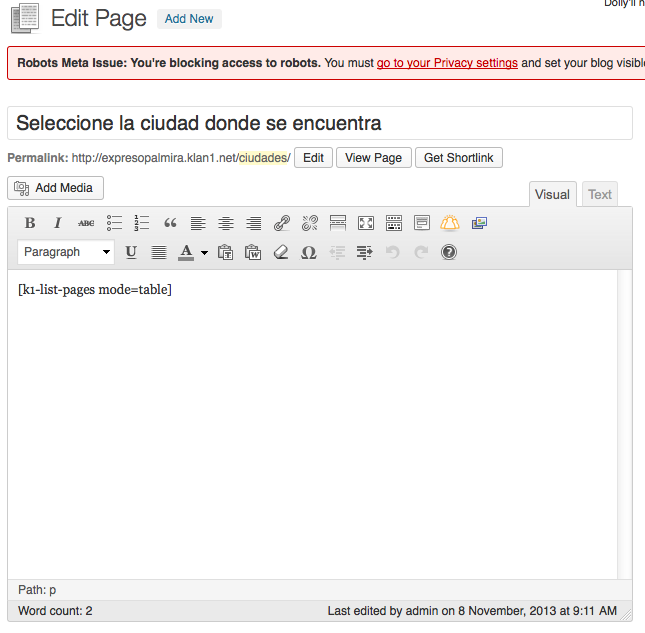 Dolly'll
Edit Page Add New
Robots Meta Issue: You're blocking access to robots. You must go to your Privacy settings and set your blog visible
Seleccione la ciudad donde se encuentra
Permalink: http://expresopalmira.klan1.net/ciudades/ Edit View Page Get Shortlink
Add Media
Visual Text
B I ABC
Paragraph U A T W Ω ?
[k1-list-pages mode=table]
Path: p
Word count: 2 Last edited by admin on 8 November, 2013 at 9:11 AM